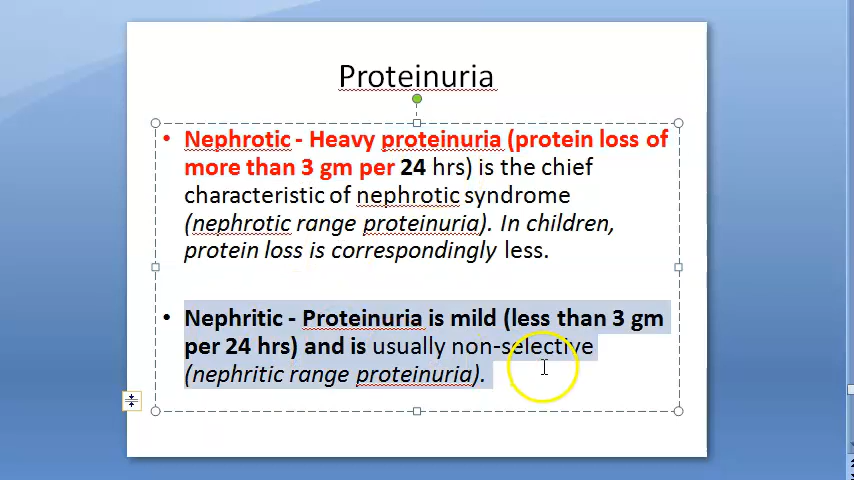 Proteinuria
• Nephrotic - Heavy proteinuria (protein loss of
more than 3 gm per 24 hrs) is the chief
characteristic of nephrotic syndrome
(nephrotic range proteinuria). In children,
protein loss is correspondingly less.
• Nephritic - Proteinuria is mild (less than 3 gm
per 24 hrs) and is usually non-selective
(nephritic range proteinuria).